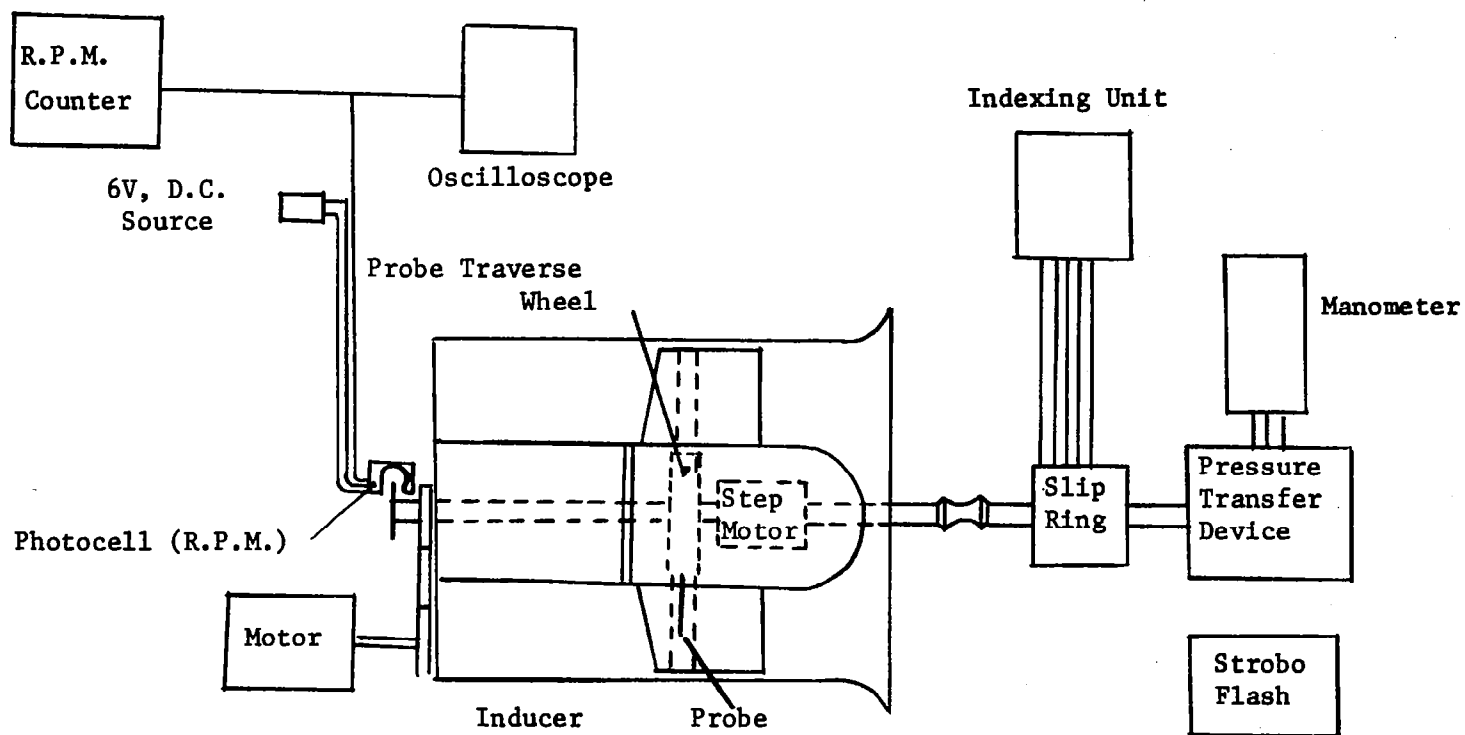 R.P.M.
Counter
Oscilloscope
Indexing Unit
6V, D.C.
Source
Probe Traverse
Wheel
Manometer
Step
Motor
Slip
Ring
Pressure
Transfer
Device
Photocell (R.P.M.)
Motor
Strobo
Flash
Inducer
Probe